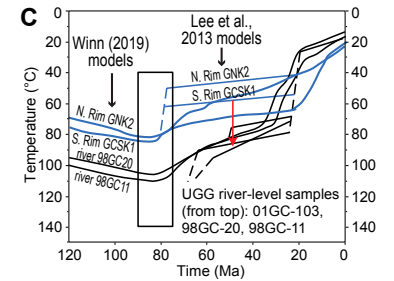 C
Lee et al.,
2013 models
Winn (2019)
models
N. Rim GNK2
S. Rim GCSK1
N. Rim GNK2
S. Rim GCSK1
river 98GC20
river 98GC11
UGG river-level samples
(from top): 01GC-103,
98GC-20, 98GC-11
Temperature (°C)
0
20
40
60
80
100
120
140
0
20
40
60
80
100
120
140
120 100 80 60 40 20 0
Time (Ma)